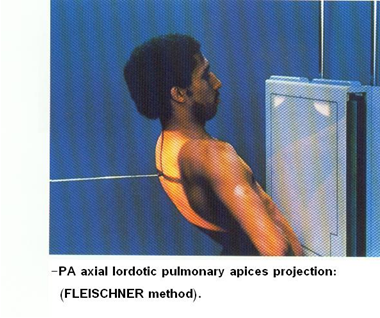 -PA axial lordotic pulmonary apices projection:
(FLEISCHNER method).